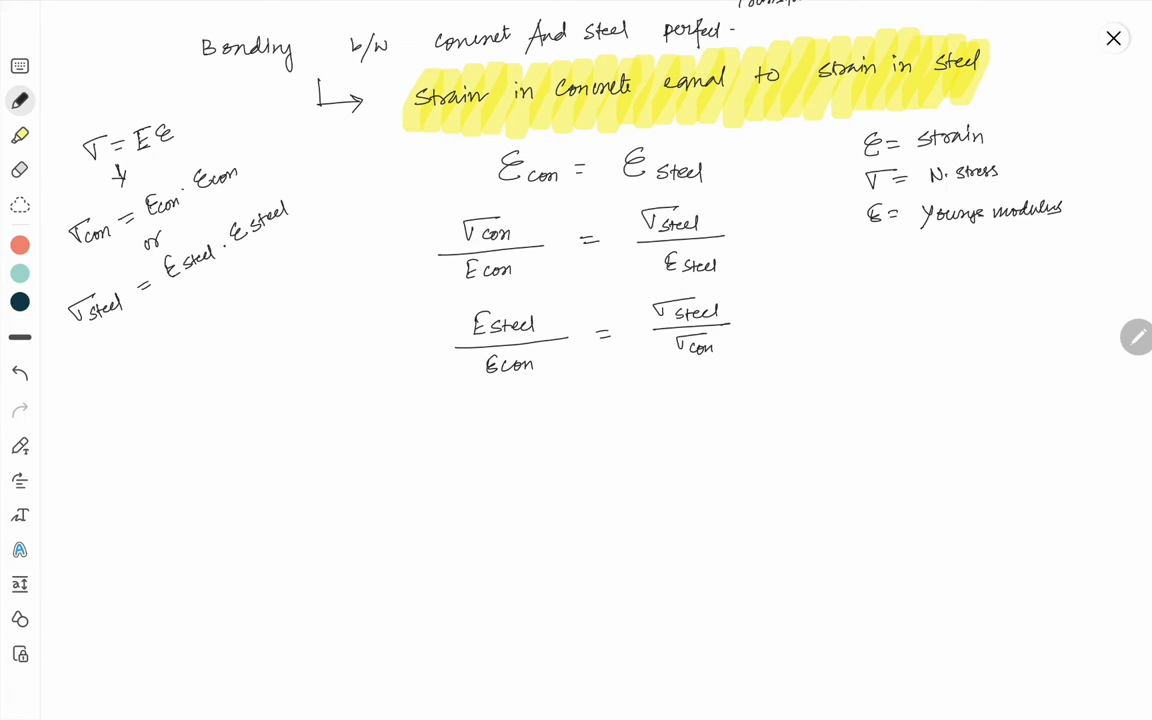 Bonding b/w concret And steel perfect -
Strain in concrete equal to strain in steel
σ = Eε
σcon = Econ . εcon
or
σsteel = Esteel . εsteel
εcon = εsteel
σcon / Econ = σsteel / Esteel
Esteel / Econ = σsteel / σcon
ε = strain
σ = N. stress
E = Youngs modulus